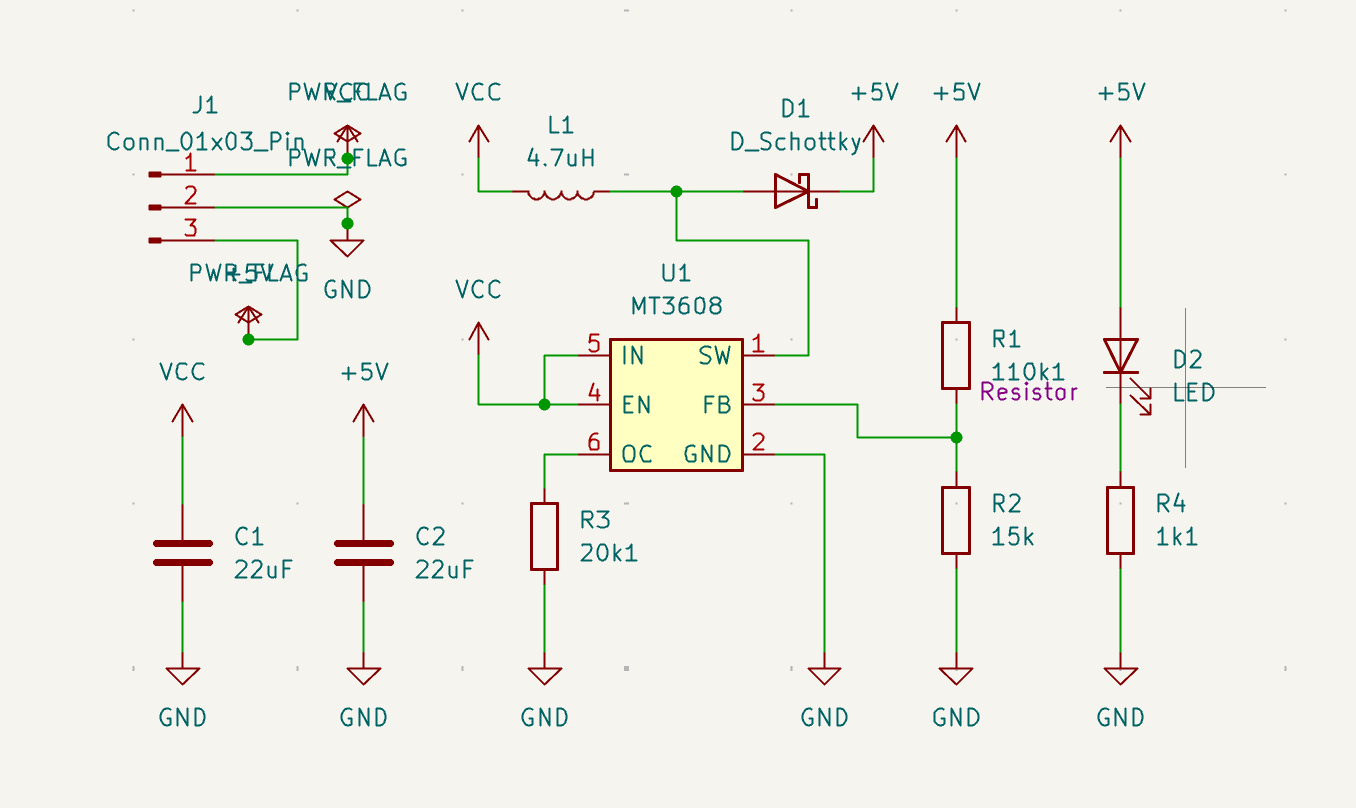 PWR_FLAG
VCC
VCC
+5V
+5V
+5V
J1
Conn_01x03_Pin
L1
4.7uH
D1
D_Schottky
PWR_FLAG
1
2
3
PWR_FLAG
+5V
GND
VCC
U1
MT3608
5
IN
SW
1
4
EN
FB
3
6
OC
GND
2
VCC
+5V
R1
110k1
Resistor
D2
LED
C1
22uF
C2
22uF
R3
20k1
R2
15k
R4
1k1
GND
GND
GND
GND
GND
GND